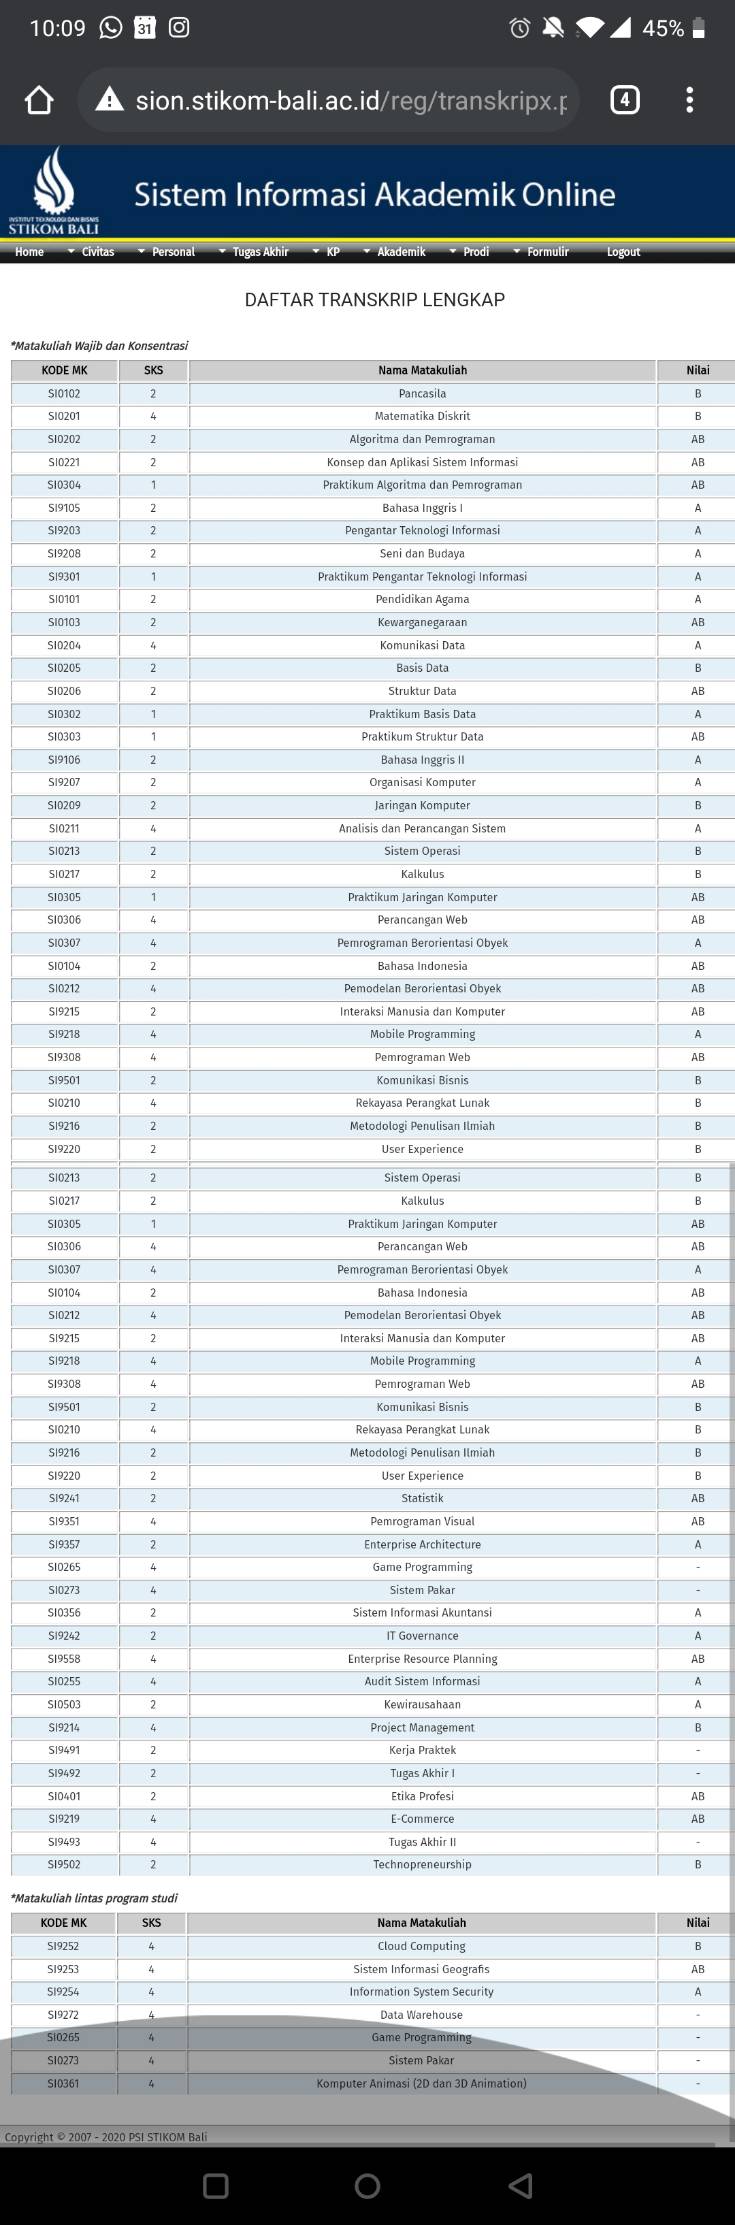 10:09 31 45%
sion.stikom-bali.ac.id/reg/transkripx.p 4
INSTITUT TEKNOLOGI DAN BISNIS
STIKOM BALI
Sistem Informasi Akademik Online
Home Civitas Personal Tugas Akhir KP Akademik Prodi Formulir Logout
DAFTAR TRANSKRIP LENGKAP
*Matakuliah Wajib dan Konsentrasi
KODE MK SKS Nama Matakuliah Nilai
SI0102 2 Pancasila B
SI0201 4 Matematika Diskrit B
SI0202 2 Algoritma dan Pemrograman AB
SI0221 2 Konsep dan Aplikasi Sistem Informasi AB
SI0304 1 Praktikum Algoritma dan Pemrograman AB
SI9105 2 Bahasa Inggris I A
SI9203 2 Pengantar Teknologi Informasi A
SI9208 2 Seni dan Budaya A
SI9301 1 Praktikum Pengantar Teknologi Informasi A
SI0101 2 Pendidikan Agama A
SI0103 2 Kewarganegaraan AB
SI0204 4 Komunikasi Data A
SI0205 2 Basis Data B
SI0206 2 Struktur Data AB
SI0302 1 Praktikum Basis Data A
SI0303 1 Praktikum Struktur Data AB
SI9106 2 Bahasa Inggris II A
SI9207 2 Organisasi Komputer A
SI0209 2 Jaringan Komputer B
SI0211 4 Analisis dan Perancangan Sistem A
SI0213 2 Sistem Operasi B
SI0217 2 Kalkulus B
SI0305 1 Praktikum Jaringan Komputer AB
SI0306 4 Perancangan Web AB
SI0307 4 Pemrograman Berorientasi Obyek A
SI0104 2 Bahasa Indonesia AB
SI0212 4 Pemodelan Berorientasi Obyek AB
SI9215 2 Interaksi Manusia dan Komputer AB
SI9218 4 Mobile Programming A
SI9308 4 Pemrograman Web AB
SI9501 2 Komunikasi Bisnis B
SI0210 4 Rekayasa Perangkat Lunak B
SI9216 2 Metodologi Penulisan Ilmiah B
SI9220 2 User Experience B
SI0213 2 Sistem Operasi B
SI0217 2 Kalkulus B
SI0305 1 Praktikum Jaringan Komputer AB
SI0306 4 Perancangan Web AB
SI0307 4 Pemrograman Berorientasi Obyek A
SI0104 2 Bahasa Indonesia AB
SI0212 4 Pemodelan Berorientasi Obyek AB
SI9215 2 Interaksi Manusia dan Komputer AB
SI9218 4 Mobile Programming A
SI9308 4 Pemrograman Web AB
SI9501 2 Komunikasi Bisnis B
SI0210 4 Rekayasa Perangkat Lunak B
SI9216 2 Metodologi Penulisan Ilmiah B
SI9220 2 User Experience B
SI9241 2 Statistik AB
SI9351 4 Pemrograman Visual AB
SI9357 2 Enterprise Architecture A
SI0265 4 Game Programming -
SI0273 4 Sistem Pakar -
SI0356 2 Sistem Informasi Akuntansi A
SI9242 2 IT Governance A
SI9558 4 Enterprise Resource Planning AB
SI0255 4 Audit Sistem Informasi A
SI0503 2 Kewirausahaan A
SI9214 4 Project Management B
SI9491 2 Kerja Praktek -
SI9492 2 Tugas Akhir I -
SI0401 2 Etika Profesi AB
SI9219 4 E-Commerce AB
SI9493 4 Tugas Akhir II -
SI9502 2 Technopreneurship B
*Matakuliah lintas program studi
KODE MK SKS Nama Matakuliah Nilai
SI9252 4 Cloud Computing B
SI9253 4 Sistem Informasi Geografis AB
SI9254 4 Information System Security A
SI9272 4 Data Warehouse -
SI0265 4 Game Programming -
SI0273 4 Sistem Pakar -
SI0361 4 Komputer Animasi (2D dan 3D Animation) -
Copyright © 2007 - 2020 PSI STIKOM Bali